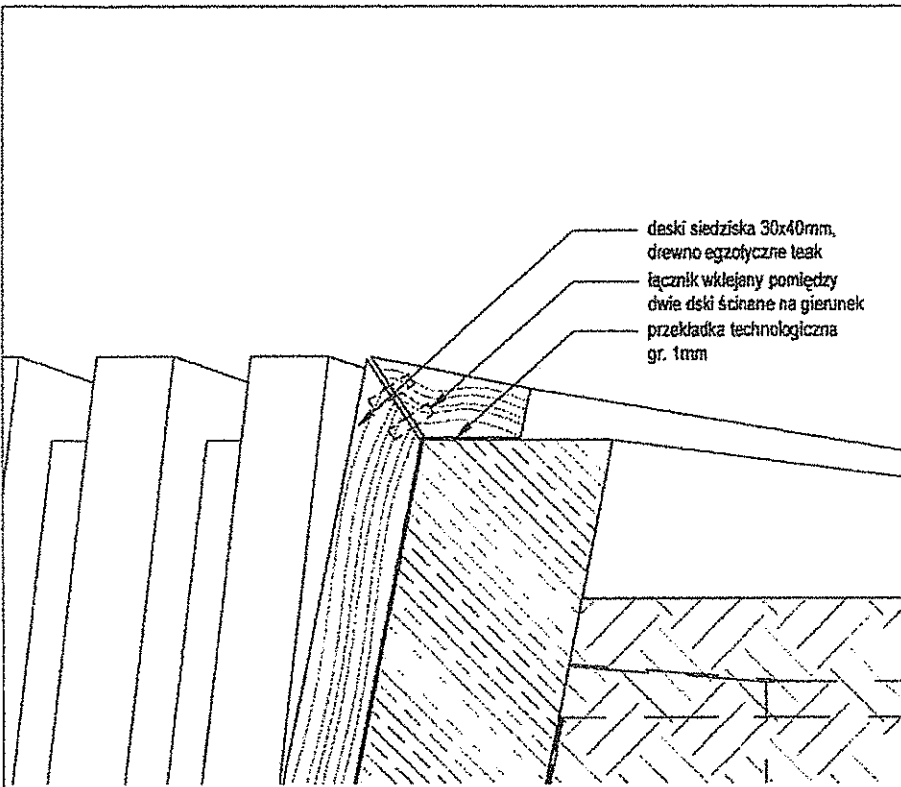 deski siedziska 30x40mm,
drewno egzotyczne teak
łącznik wklejany pomiędzy
dwie dski ścinane na gierunek
przekładka technologiczna
gr. 1mm